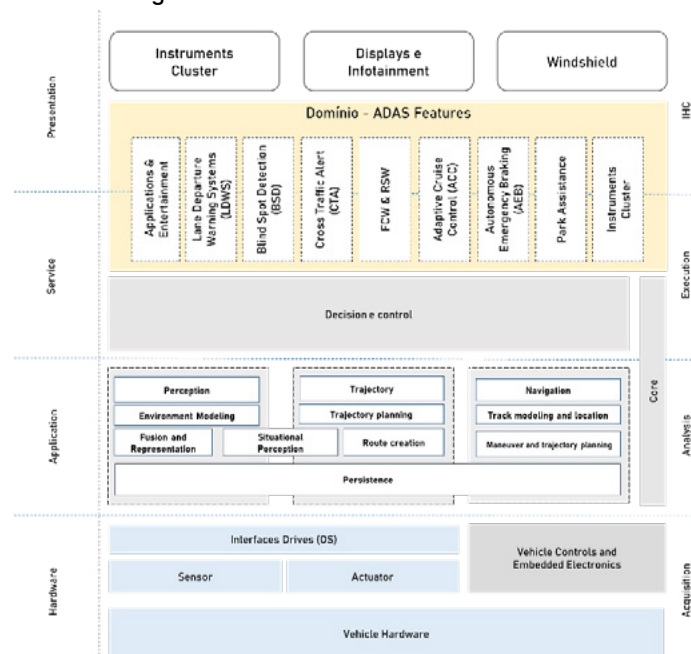 Instruments
Cluster
Displays e
Infotainment
Windshield
Presentation
IHC
Domínio - ADAS Features
Applications &
Entertainment
Lane Departure
Warning Systems
(LDWS)
Blind Spot Detection
(BSD)
Cross Traffic Alert
(CTA)
FCW & RSW
Adaptive Cruise
Control (ACC)
Autonomous
Emergency Braking
(AEB)
Park Assistance
Instruments
Cluster
Service
Execution
Decision e control
Core
Application
Analysis
Perception
Environment Modeling
Fusion and
Representation
Situational
Perception
Trajectory
Trajectory planning
Route creation
Navigation
Track modeling and location
Maneuver and trajectory planning
Persistence
Hardware
Acquisition
Interfaces Drives (OS)
Sensor
Actuator
Vehicle Controls and
Embedded Electronics
Vehicle Hardware